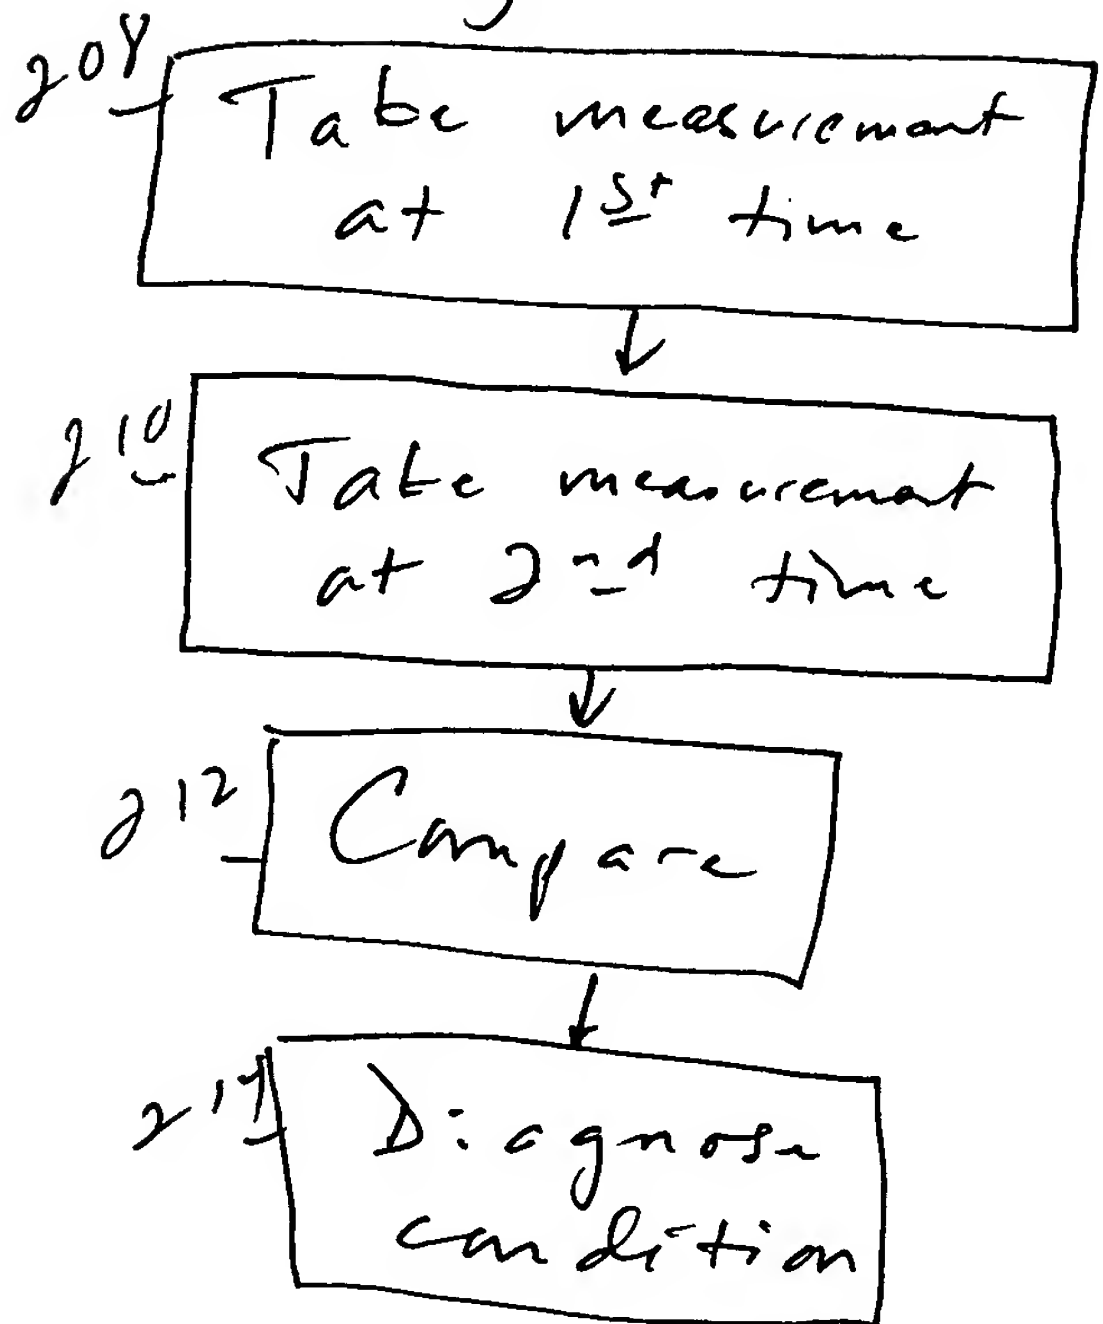 208
Take measurement
at 1st time
210
Take measurement
at 2nd time
212
Compare
214
Diagnose
condition